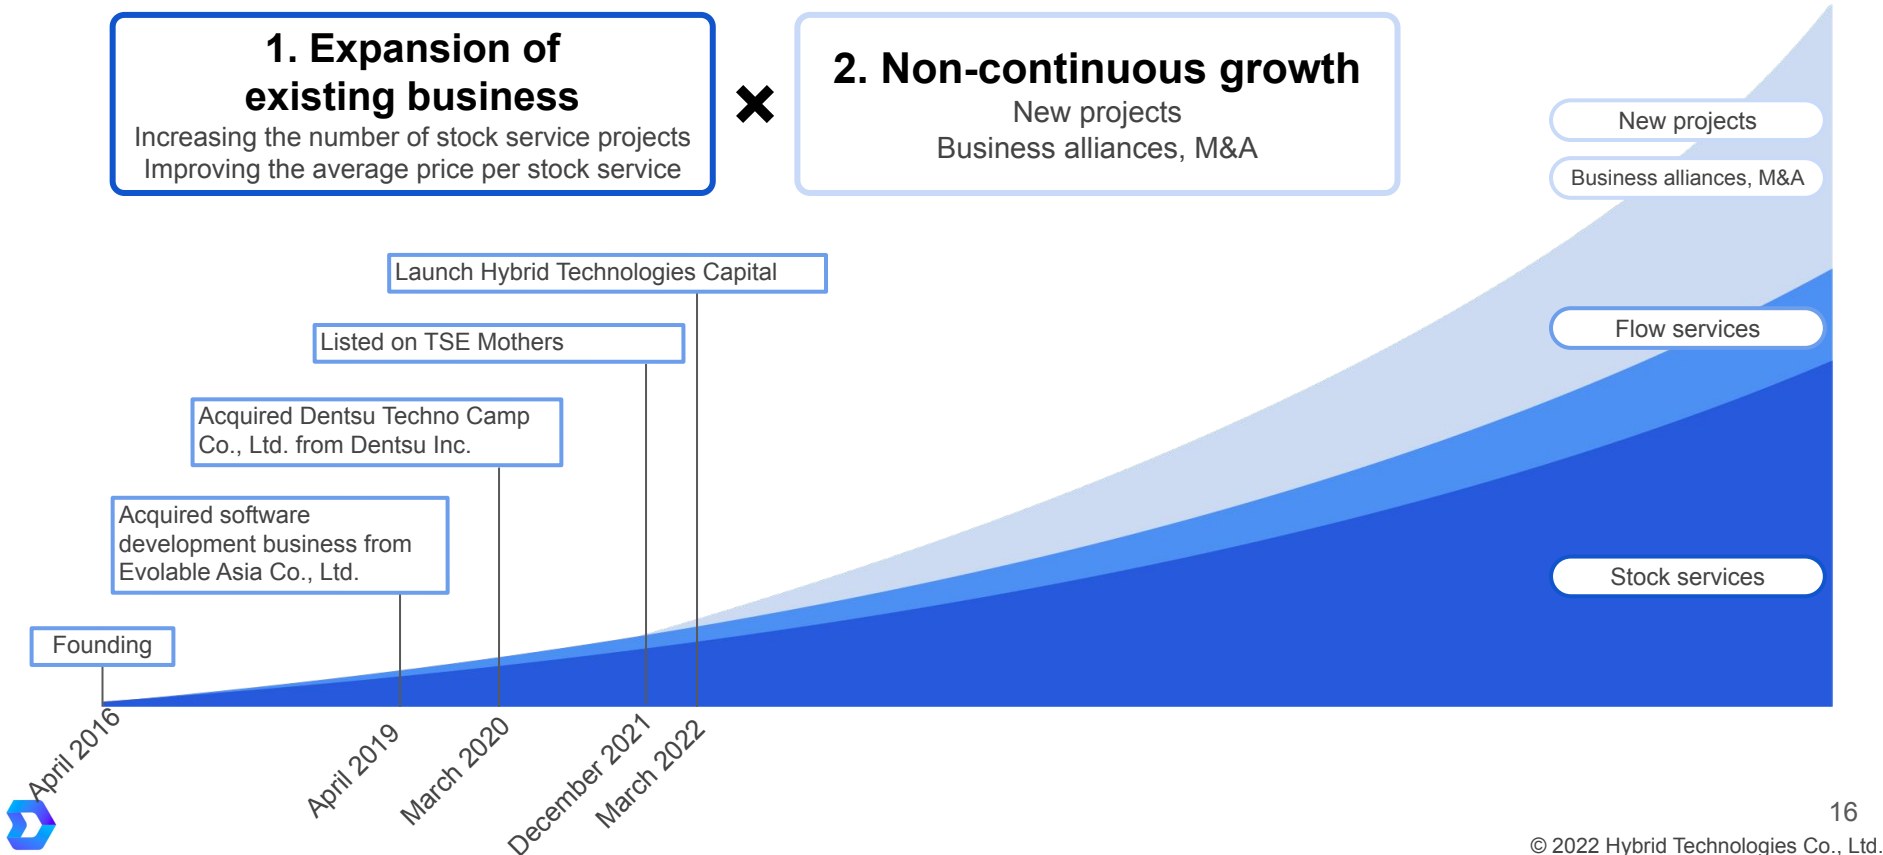 1. Expansion of
existing business
Increasing the number of stock service projects
Improving the average price per stock service
2. Non-continuous growth
New projects
Business alliances, M&A
New projects
Business alliances, M&A
Flow services
Stock services
Launch Hybrid Technologies Capital
Listed on TSE Mothers
Acquired Dentsu Techno Camp
Co., Ltd. from Dentsu Inc.
Acquired software
development business from
Evolable Asia Co., Ltd.
Founding
April 2016
April 2019
March 2020
December 2021
March 2022
16
© 2022 Hybrid Technologies Co., Ltd.